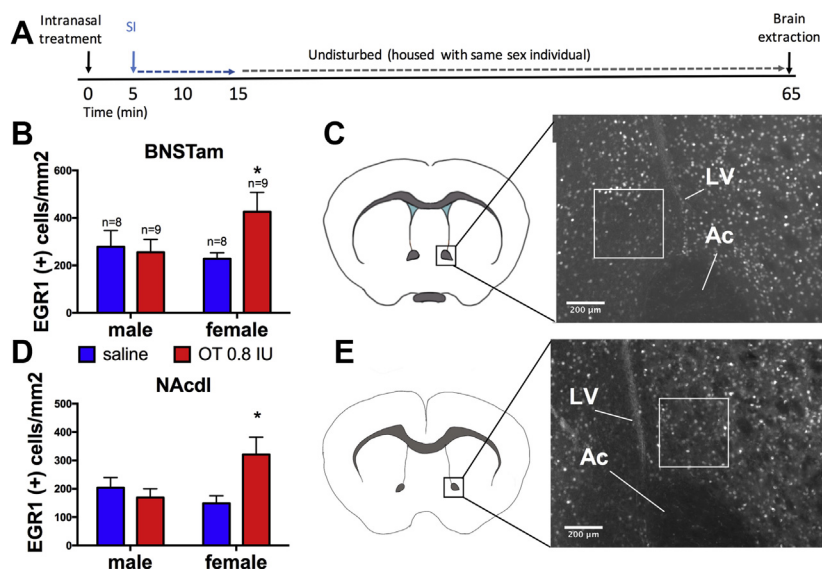 A
Intranasal
treatment
SI
Undisturbed (housed with same sex individual)
Brain
extraction
0 5 10 15 65
Time (min)
B
BNSTam
EGR1 (+) cells/mm2
600
400
200
0
n=8
n=9
n=8
*
n=9
male female
saline OT 0.8 IU
C
LV
Ac
200 µm
D
NAcdl
EGR1 (+) cells/mm2
500
400
300
200
100
0
*
male female
E
LV
Ac
200 µm